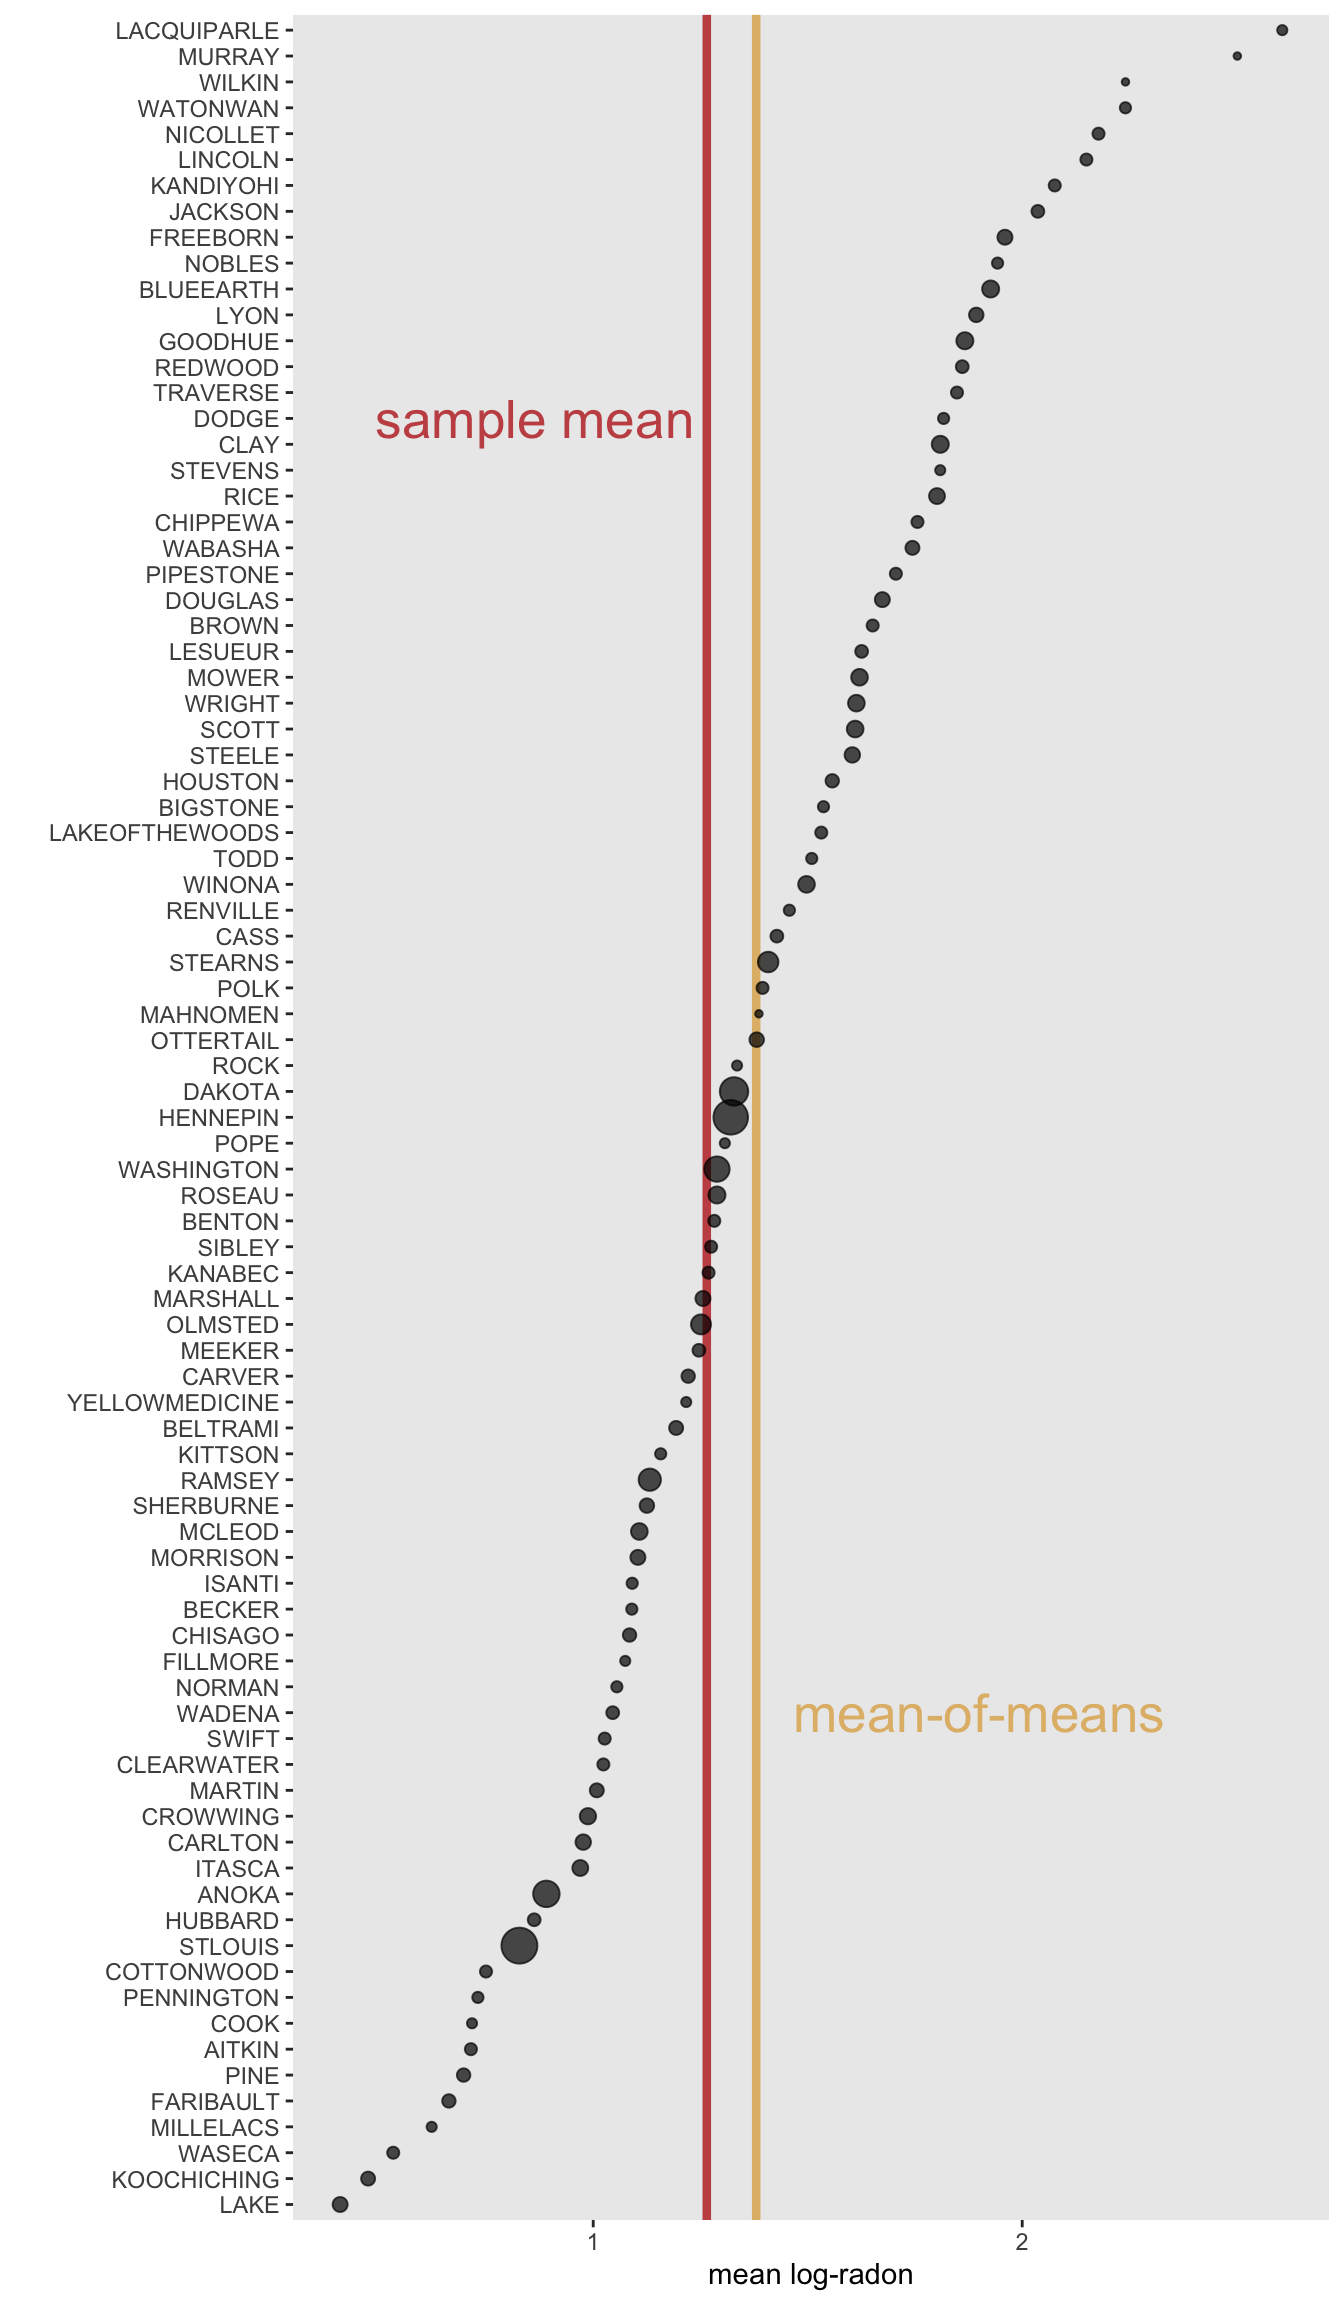 LACQUIPARLE
MURRAY
WILKIN
WATONWAN
NICOLLET
LINCOLN
KANDIYOHI
JACKSON
FREEBORN
NOBLES
BLUEEARTH
LYON
GOODHUE
REDWOOD
TRAVERSE
DODGE
sample mean
CLAY
STEVENS
RICE
CHIPPEWA
WABASHA
PIPESTONE
DOUGLAS
BROWN
LESUEUR
MOWER
WRIGHT
SCOTT
STEELE
HOUSTON
BIGSTONE
LAKEOFTHEWOODS
TODD
WINONA
RENVILLE
CASS
STEARNS
POLK
MAHNOMEN
OTTERTAIL
ROCK
DAKOTA
HENNEPIN
POPE
WASHINGTON
ROSEAU
BENTON
SIBLEY
KANABEC
MARSHALL
OLMSTED
MEEKER
CARVER
YELLOWMEDICINE
BELTRAMI
KITTSON
RAMSEY
SHERBURNE
MCLEOD
MORRISON
ISANTI
BECKER
CHISAGO
FILLMORE
NORMAN
WADENA
mean-of-means
SWIFT
CLEARWATER
MARTIN
CROWWING
CARLTON
ITASCA
ANOKA
HUBBARD
STLOUIS
COTTONWOOD
PENNINGTON
COOK
AITKIN
PINE
FARIBAULT
MILLELACS
WASECA
KOOCHICHING
LAKE
1 2
mean log-radon